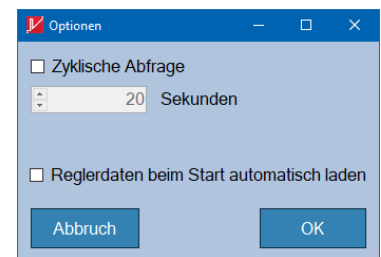 Optionen
Zyklische Abfrage
20 Sekunden
Reglerdaten beim Start automatisch laden
Abbruch OK